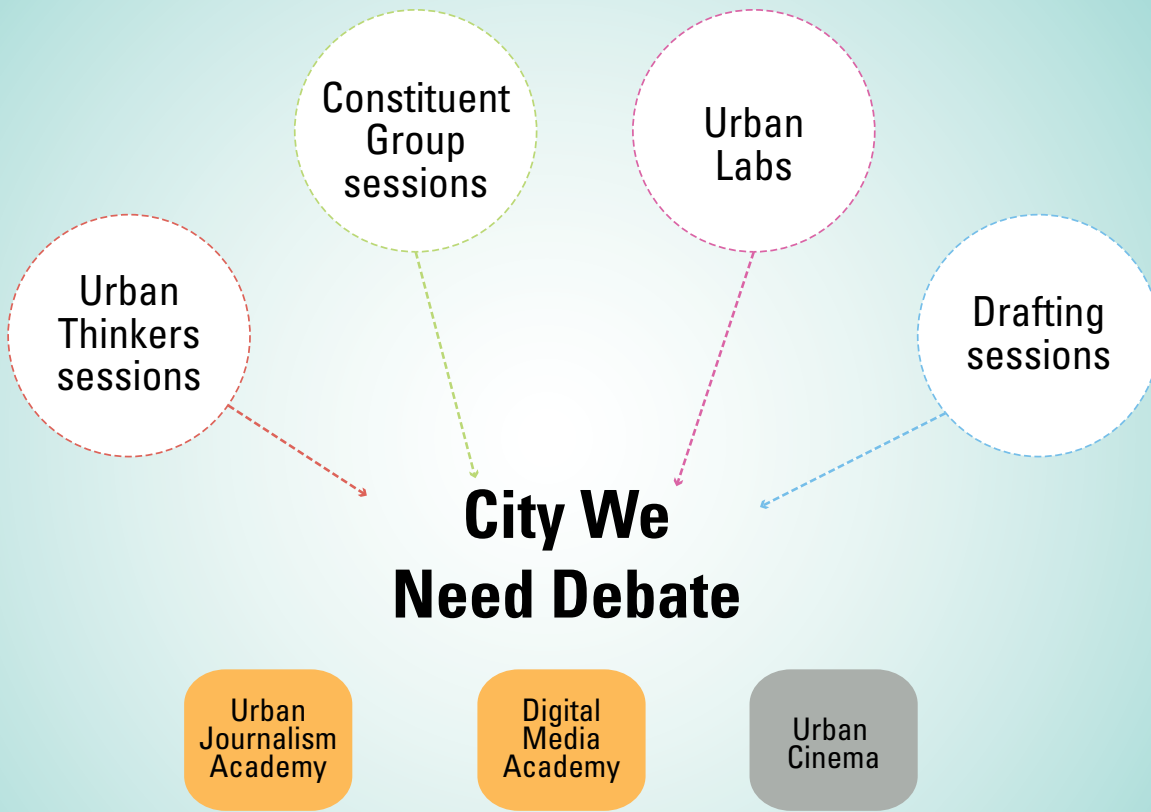 Constituent
Group
sessions
Urban
Labs
Urban
Thinkers
sessions
Drafting
sessions
City We
Need Debate
Urban
Journalism
Academy
Digital
Media
Academy
Urban
Cinema